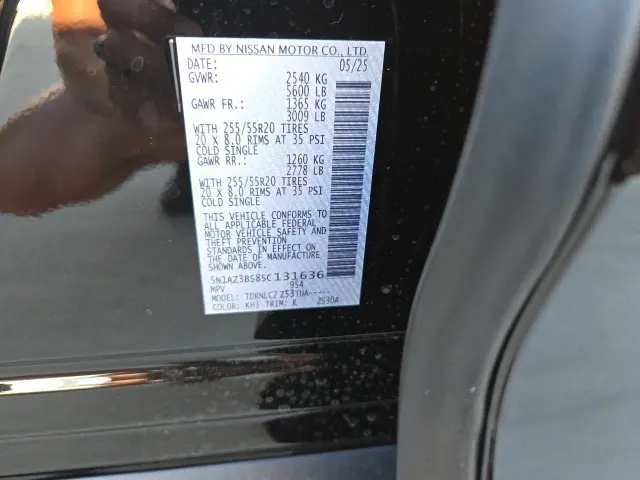 MFD BY NISSAN MOTOR CO., LTD.
DATE: 05/25
GVWR: 2540 KG
5600 LB
GAWR FR.: 1365 KG
3009 LB
WITH 255/55R20 TIRES
20 X 8.0 RIMS AT 35 PSI
COLD SINGLE
GAWR RR.: 1260 KG
2778 LB
WITH 255/55R20 TIRES
20 X 8.0 RIMS AT 35 PSI
COLD SINGLE
THIS VEHICLE CONFORMS TO
ALL APPLICABLE FEDERAL
MOTOR VEHICLE SAFETY AND
THEFT PREVENTION
STANDARDS IN EFFECT ON THE
DATE OF MANUFACTURE
SHOWN ABOVE.
5N1AZ3BS8SC131636
MPV 954
MODEL: TDRNLCZ Z53IUA-----
COLOR: KH3 TRIM: K 2530A